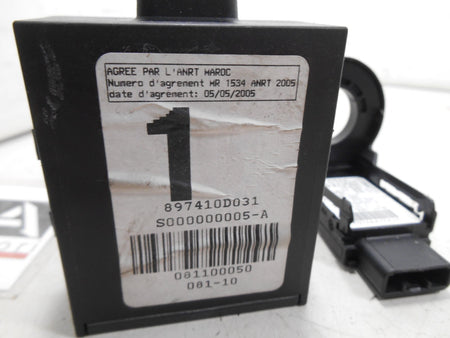 AGREE PAR L'ANRT MAROC
Numero d'agrement MR 1534 ANRT 2005
date d'agrement: 05/05/2005
1
897410D031
S000000005-A
081100050
081-10